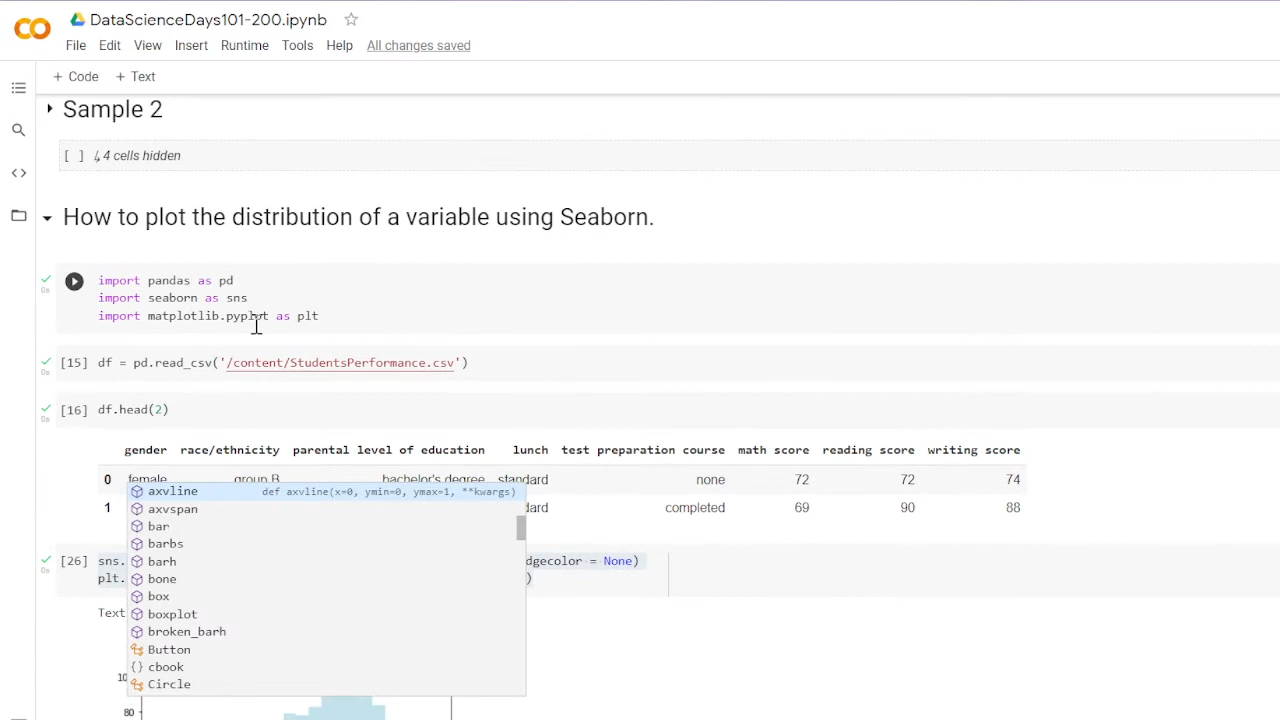 DataScienceDays101-200.ipynb
File Edit View Insert Runtime Tools Help All changes saved
+ Code + Text
Sample 2
[ ] ↳ 4 cells hidden
How to plot the distribution of a variable using Seaborn.
import pandas as pd
import seaborn as sns
import matplotlib.pyplot as plt
0s
[15] df = pd.read_csv('/content/StudentsPerformance.csv')
0s
[16] df.head(2)
0s
gender race/ethnicity parental level of education lunch test preparation course math score reading score writing score
0 female group B bachelor's degree standard none 72 72 74
axvline def axvline(x=0, ymin=0, ymax=1, **kwargs)
1 dard completed 69 90 88
axvspan
bar
barbs
[26] sns. dgecolor = None)
barh
0s
plt. )
bone
box
Text
boxplot
broken_barh
Button
cbook
10
Circle
80